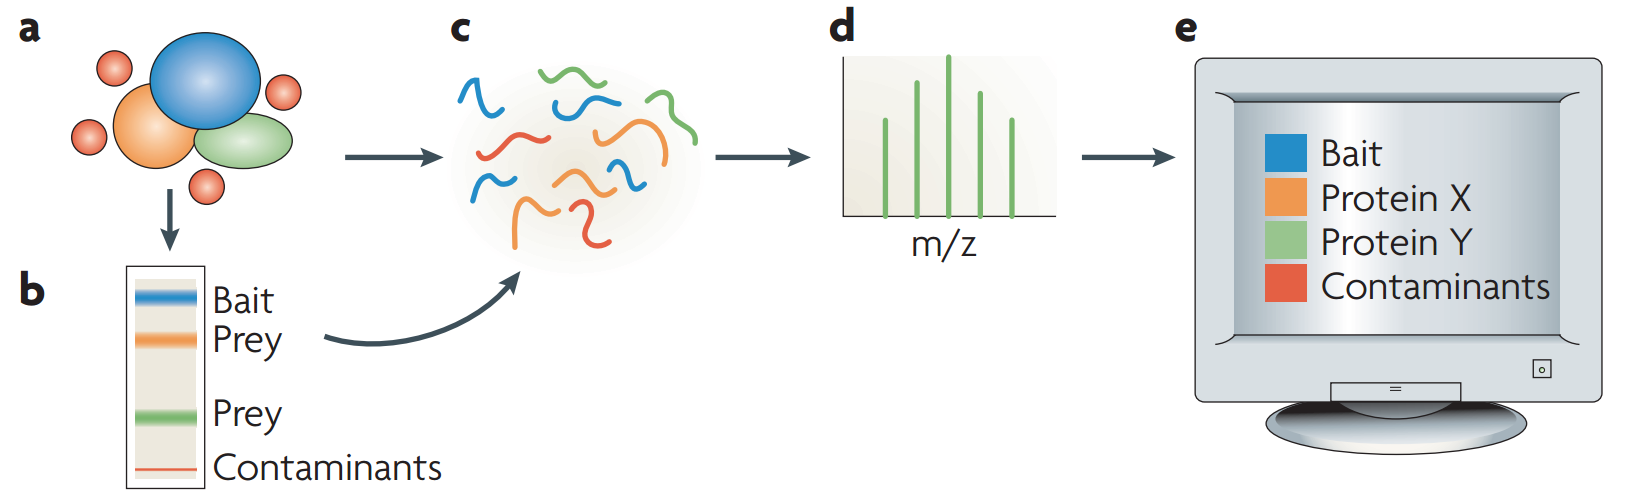 a
b
Bait
Prey
Prey
Contaminants
c
d
m/z
e
Bait
Protein X
Protein Y
Contaminants